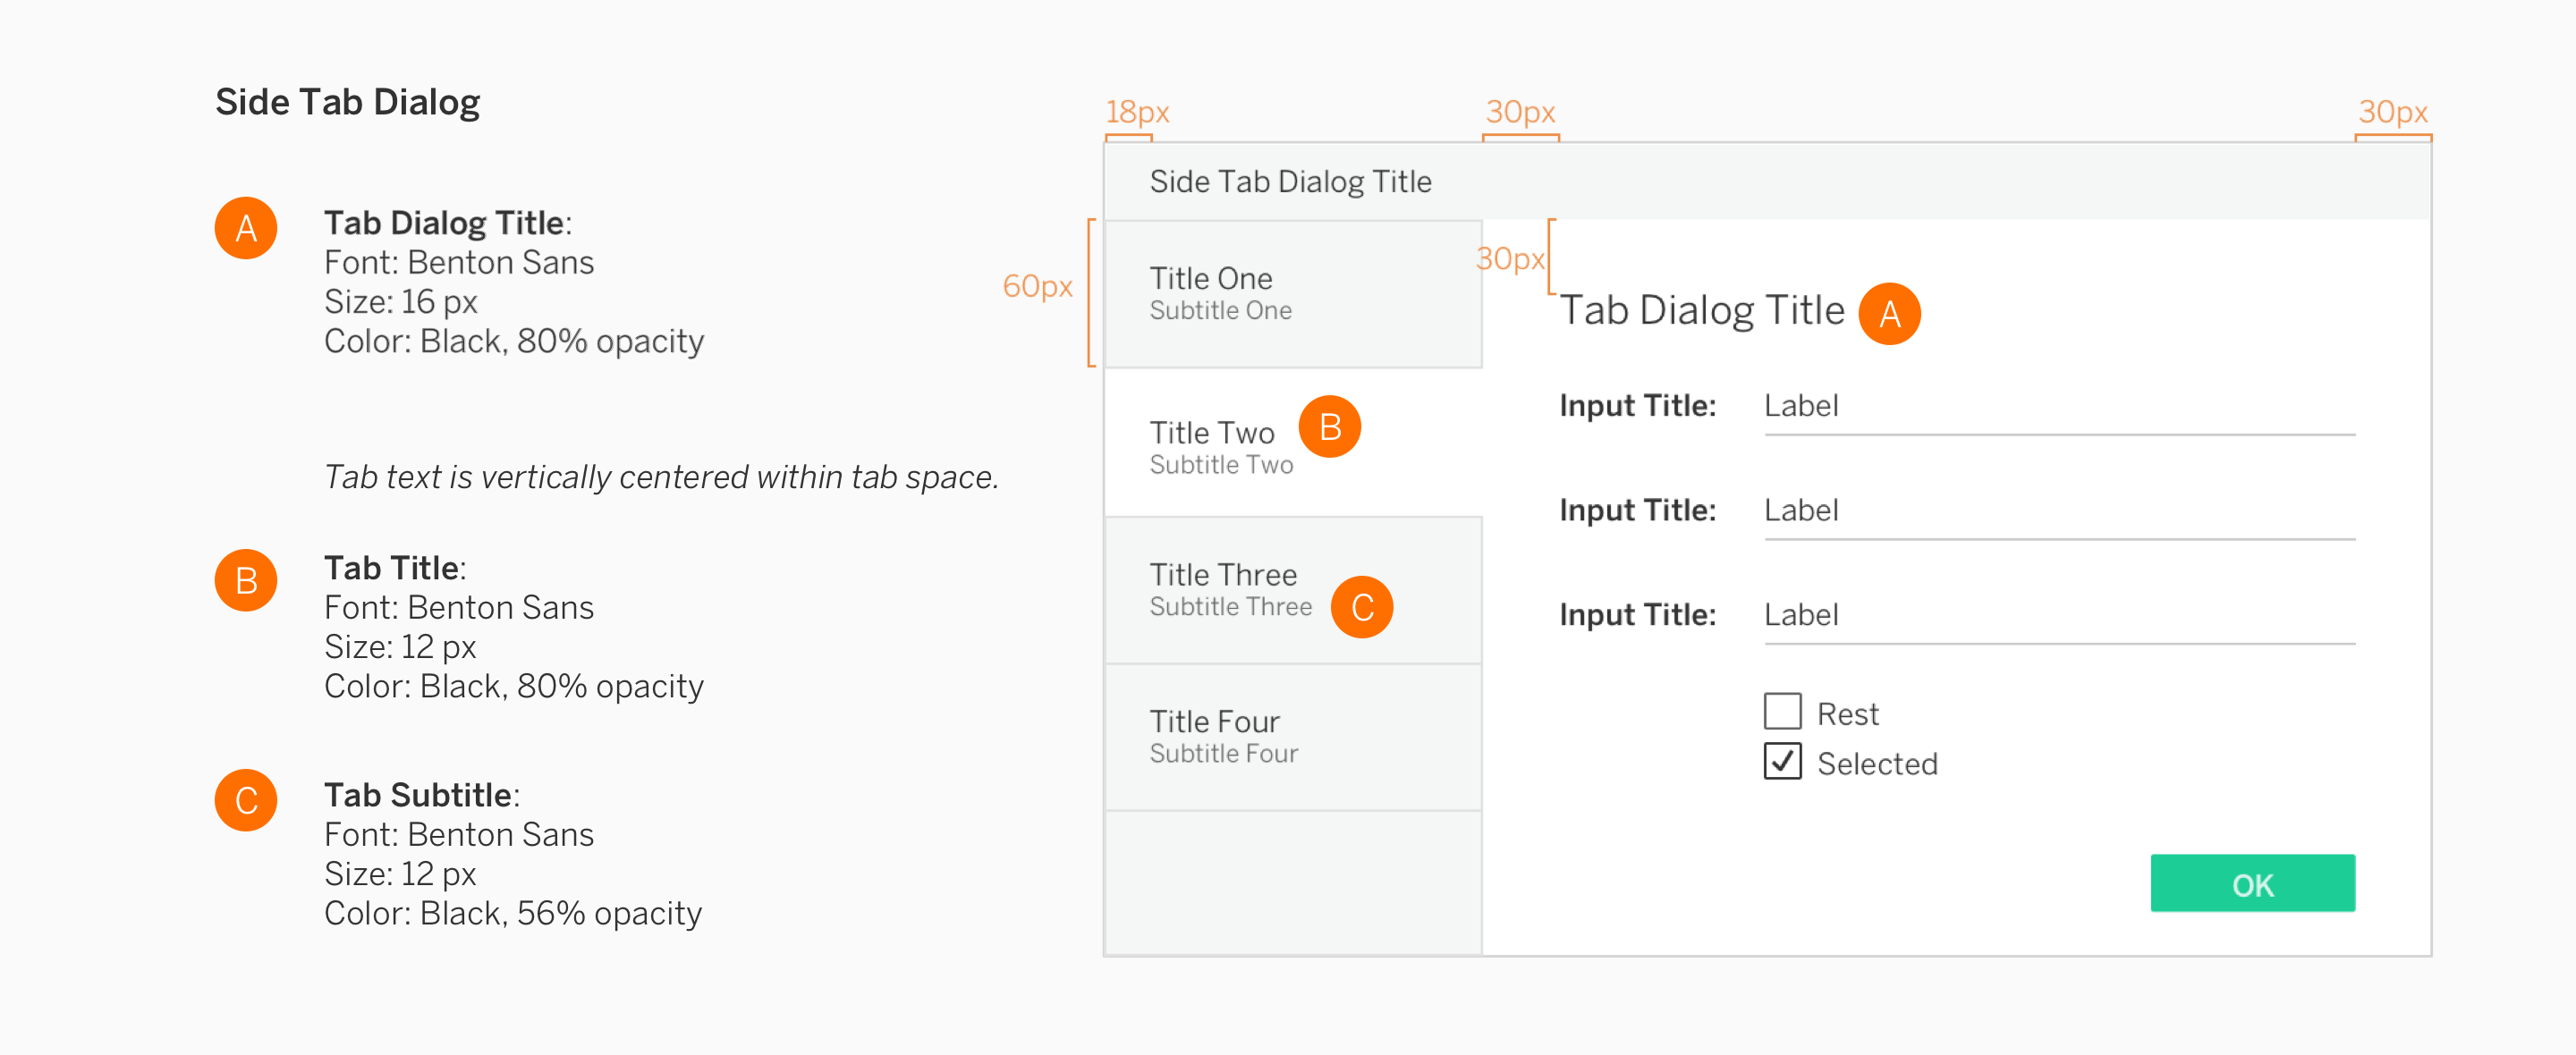 Side Tab Dialog
A
Tab Dialog Title:
Font: Benton Sans
Size: 16 px
Color: Black, 80% opacity
Tab text is vertically centered within tab space.
B
Tab Title:
Font: Benton Sans
Size: 12 px
Color: Black, 80% opacity
C
Tab Subtitle:
Font: Benton Sans
Size: 12 px
Color: Black, 56% opacity
18px
30px
30px
Side Tab Dialog Title
60px
Title One
Subtitle One
Title Two
Subtitle Two
B
Title Three
Subtitle Three
C
Title Four
Subtitle Four
30px
Tab Dialog Title
A
Input Title: Label
Input Title: Label
Input Title: Label
Rest
Selected
OK